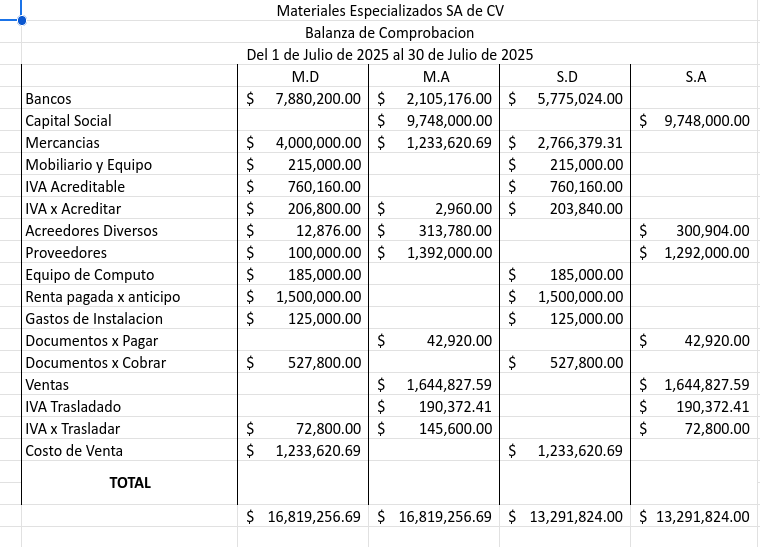 Materiales Especializados SA de CV
Balanza de Comprobacion
Del 1 de Julio de 2025 al 30 de Julio de 2025
M.D M.A S.D S.A
Bancos $ 7,880,200.00 $ 2,105,176.00 $ 5,775,024.00
Capital Social $ 9,748,000.00 $ 9,748,000.00
Mercancias $ 4,000,000.00 $ 1,233,620.69 $ 2,766,379.31
Mobiliario y Equipo $ 215,000.00 $ 215,000.00
IVA Acreditable $ 760,160.00 $ 760,160.00
IVA x Acreditar $ 206,800.00 $ 2,960.00 $ 203,840.00
Acreedores Diversos $ 12,876.00 $ 313,780.00 $ 300,904.00
Proveedores $ 100,000.00 $ 1,392,000.00 $ 1,292,000.00
Equipo de Computo $ 185,000.00 $ 185,000.00
Renta pagada x anticipo $ 1,500,000.00 $ 1,500,000.00
Gastos de Instalacion $ 125,000.00 $ 125,000.00
Documentos x Pagar $ 42,920.00 $ 42,920.00
Documentos x Cobrar $ 527,800.00 $ 527,800.00
Ventas $ 1,644,827.59 $ 1,644,827.59
IVA Trasladado $ 190,372.41 $ 190,372.41
IVA x Trasladar $ 72,800.00 $ 145,600.00 $ 72,800.00
Costo de Venta $ 1,233,620.69 $ 1,233,620.69
TOTAL
$ 16,819,256.69 $ 16,819,256.69 $ 13,291,824.00 $ 13,291,824.00